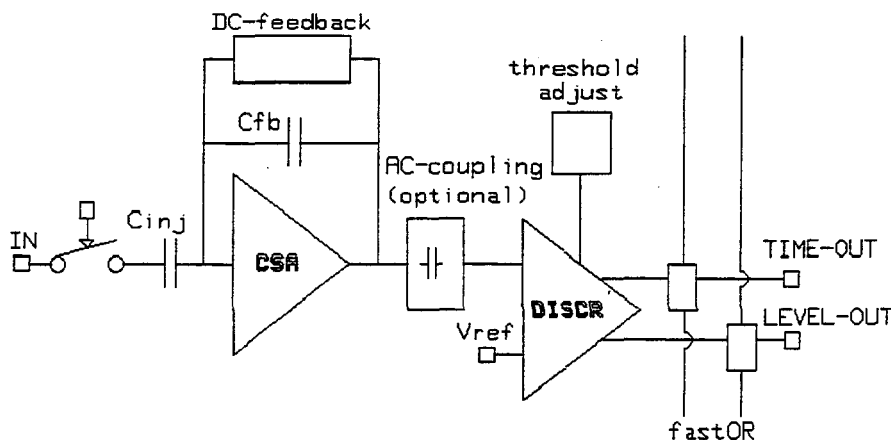 DC-feedback
threshold
adjust
Cfb
AC-coupling
(optional)
IN
Cinj
CSA
TIME-OUT
DISCR
Vref
LEVEL-OUT
fastOR